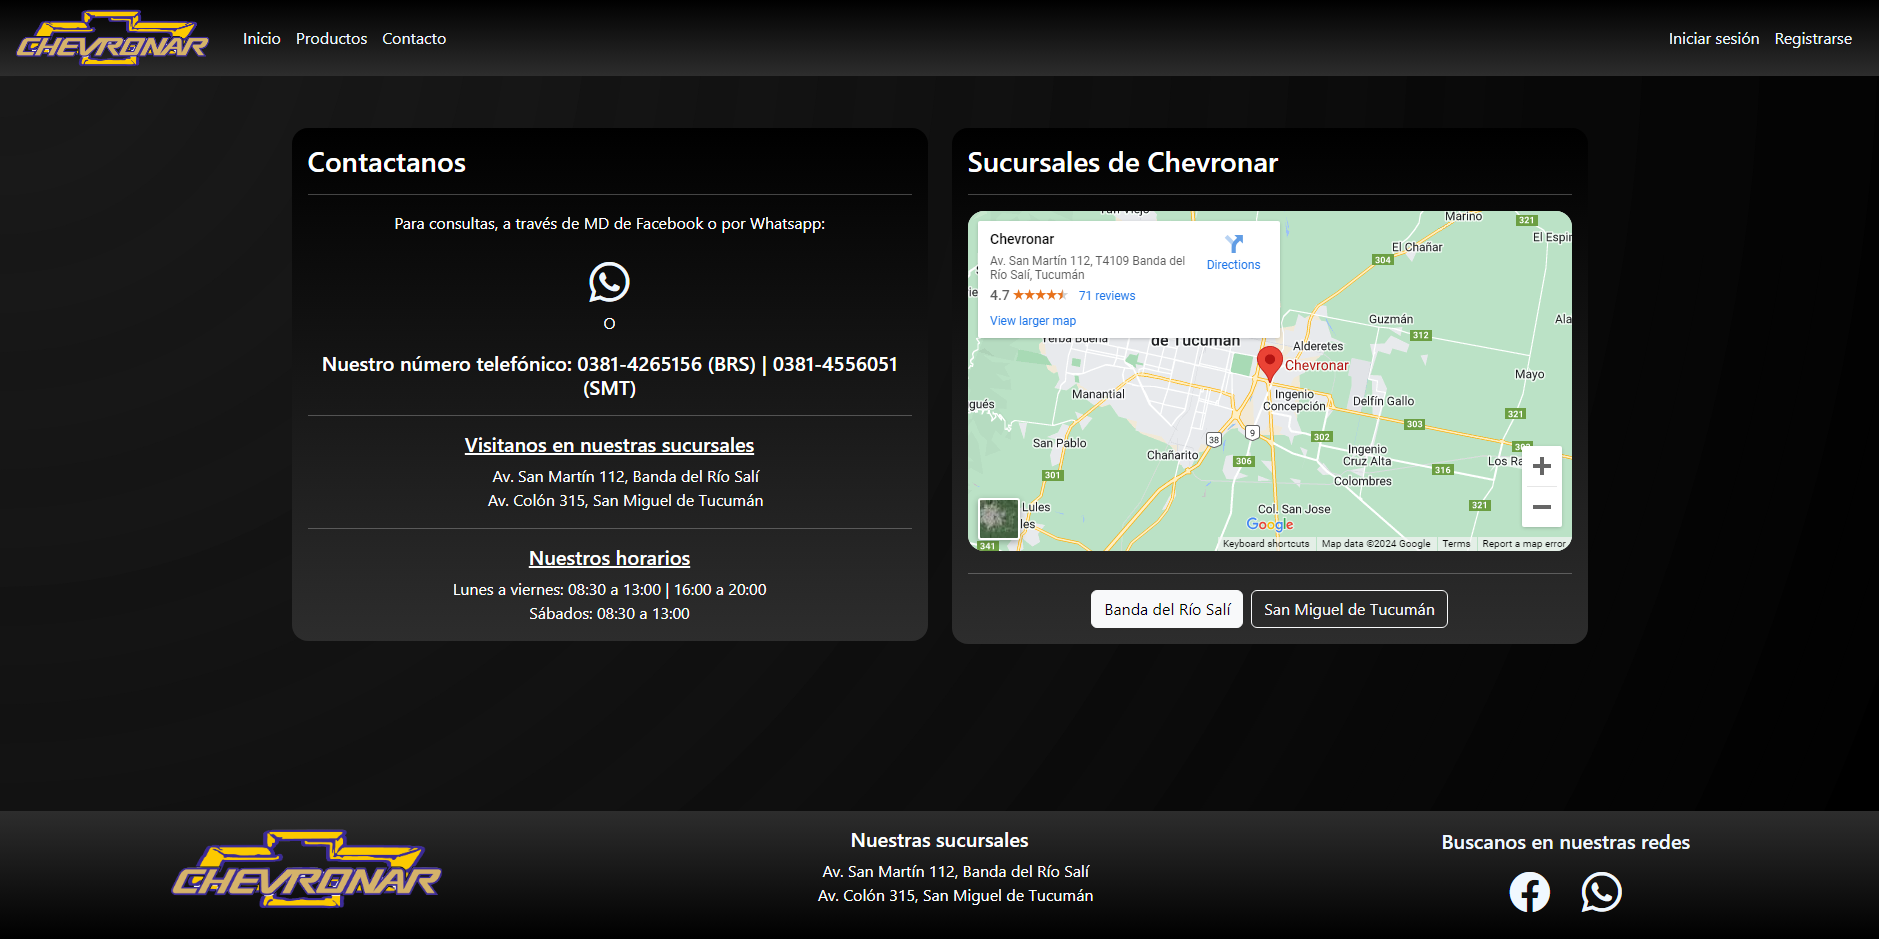 CHEVRONAR
Inicio Productos Contacto
Iniciar sesión Registrarse
Contactanos
Para consultas, a través de MD de Facebook o por Whatsapp:
O
Nuestro número telefónico: 0381-4265156 (BRS) | 0381-4556051
(SMT)
Visitanos en nuestras sucursales
Av. San Martín 112, Banda del Río Salí
Av. Colón 315, San Miguel de Tucumán
Nuestros horarios
Lunes a viernes: 08:30 a 13:00 | 16:00 a 20:00
Sábados: 08:30 a 13:00
Sucursales de Chevronar
Chevronar
Av. San Martín 112, T4109 Banda del
Río Salí, Tucumán
Directions
4.7 71 reviews
View larger map
Marino
321
El Chañar
El Espin
304
Guzmán
Ala
312
de Tucumán
Yerba Buena
Alderetes
Chevronar
Mayo
Manantial
Ingenio
Concepción
Delfín Gallo
gués
321
303
9
38
302
San Pablo
Ingenio
Cruz Alta
Chañarito
306
316
Los Ra
301
Colombres
321
Lules
les
Col. San Jose
Google
341
Keyboard shortcuts Map data ©2024 Google Terms Report a map error
Banda del Río Salí San Miguel de Tucumán
CHEVRONAR
Nuestras sucursales
Av. San Martín 112, Banda del Río Salí
Av. Colón 315, San Miguel de Tucumán
Buscanos en nuestras redes